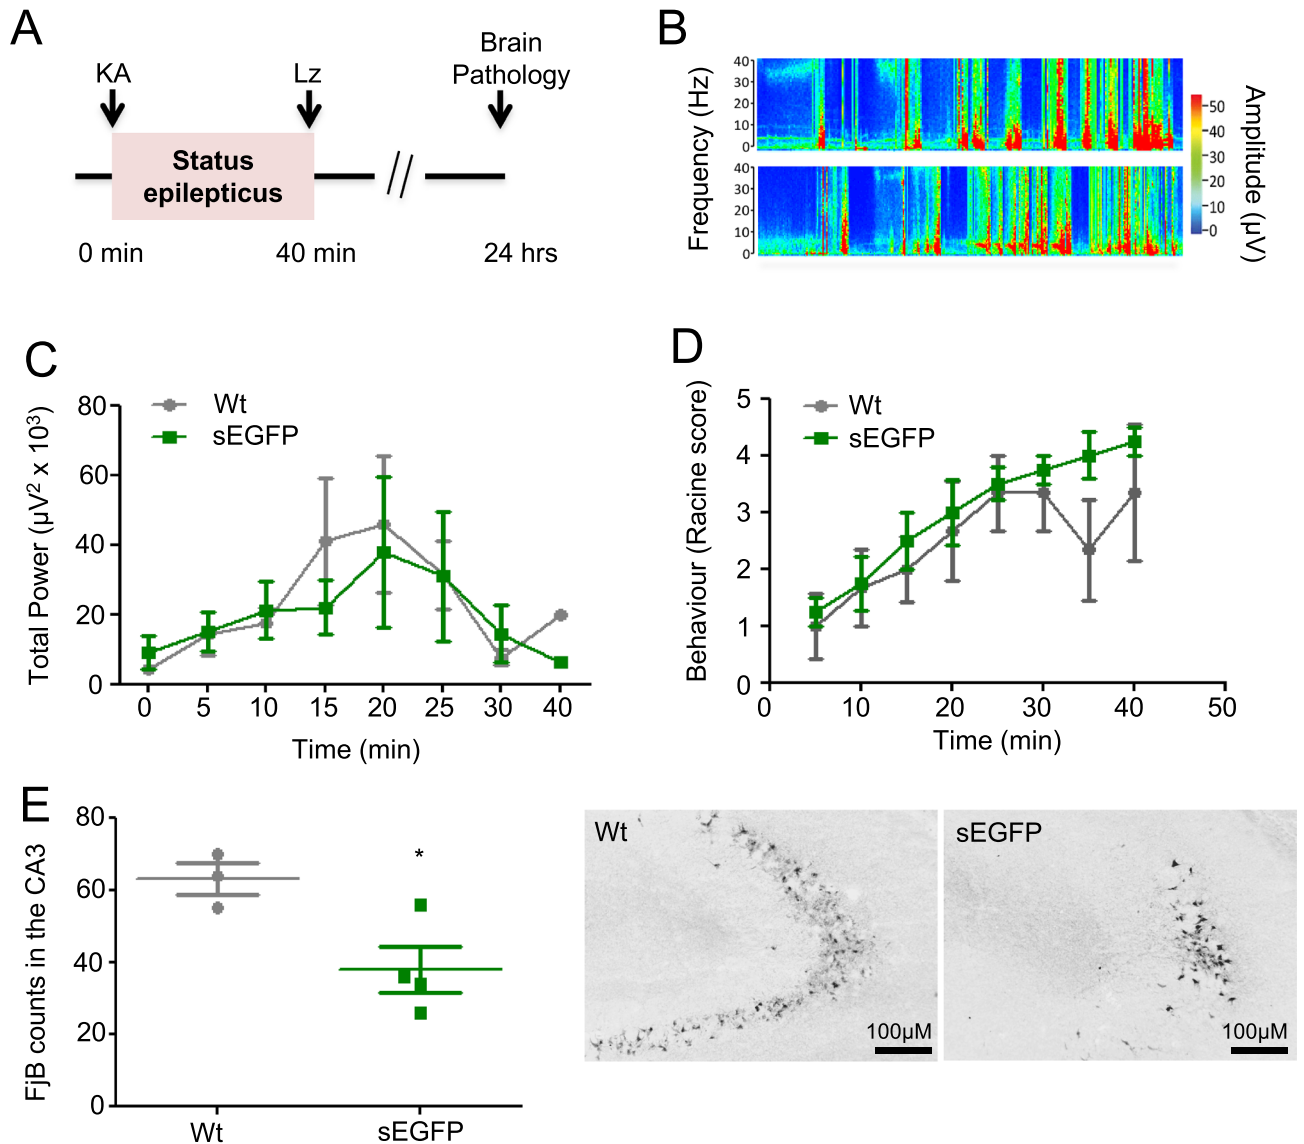 A
KA
Lz
Brain
Pathology
Status
epilepticus
0 min
40 min
24 hrs
B
Frequency (Hz)
40
30
20
10
0
40
30
20
10
0
50
40
30
20
10
0
Amplitude (µV)
C
Total Power (µV² x 10³)
80
60
40
20
0
Wt
sEGFP
0 5 10 15 20 25 30 40
Time (min)
D
Behaviour (Racine score)
5
4
3
2
1
0
Wt
sEGFP
0 10 20 30 40 50
Time (min)
E
FjB counts in the CA3
80
60
40
20
0
*
Wt
sEGFP
Wt
100µM
sEGFP
100µM